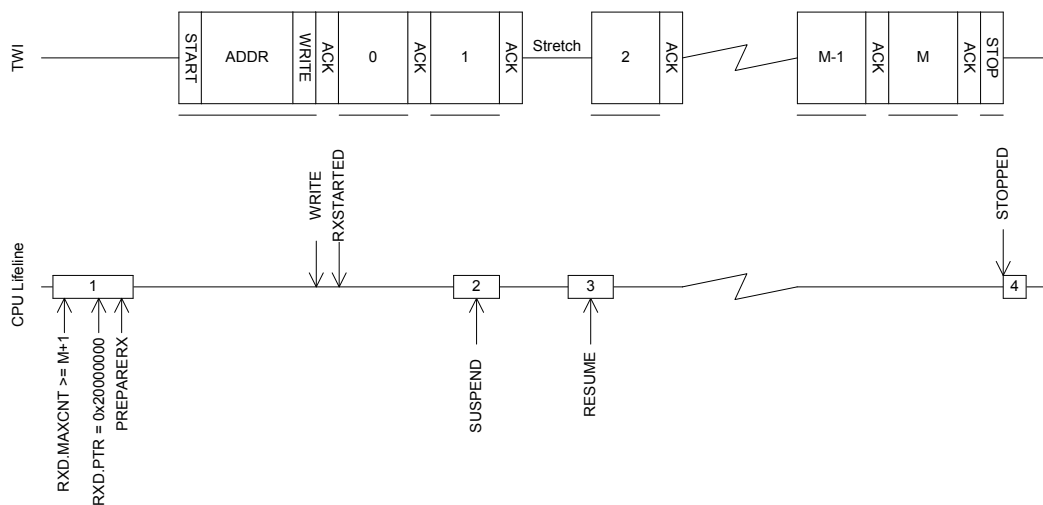 TWI
START
ADDR
WRITE
ACK
0
ACK
1
ACK
Stretch
2
ACK
M-1
ACK
M
ACK
STOP
CPU Lifeline
WRITE
RXSTARTED
STOPPED
1
2
3
4
RXD.MAXCNT >= M+1
RXD.PTR = 0x20000000
PREPARERX
SUSPEND
RESUME